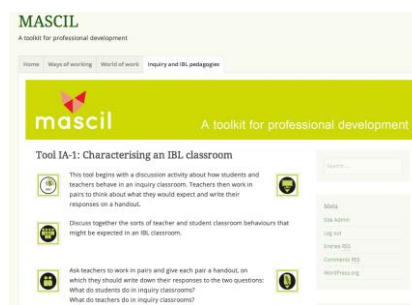 MASCIL
A toolkit for professional development
Home
Ways of working
World of work
Inquiry and IBL pedagogies
mascil
A toolkit for professional development
Tool IA-1: Characterising an IBL classroom
This tool begins with a discussion activity about how students and
teachers behave in an inquiry classroom. Teachers then work in
pairs to think about what they would expect and write their
responses on a handout.
Discuss together the sorts of teacher and student classroom behaviours that
might be expected in an IBL classroom.
Ask teachers to work in pairs and give each pair a handout, on
which they should write down their responses to the two questions:
What do students do in inquiry classrooms?
What do teachers do in inquiry classrooms?
Search ...
Meta
Site Admin
Log out
Entries RSS
Comments RSS
WordPress.org